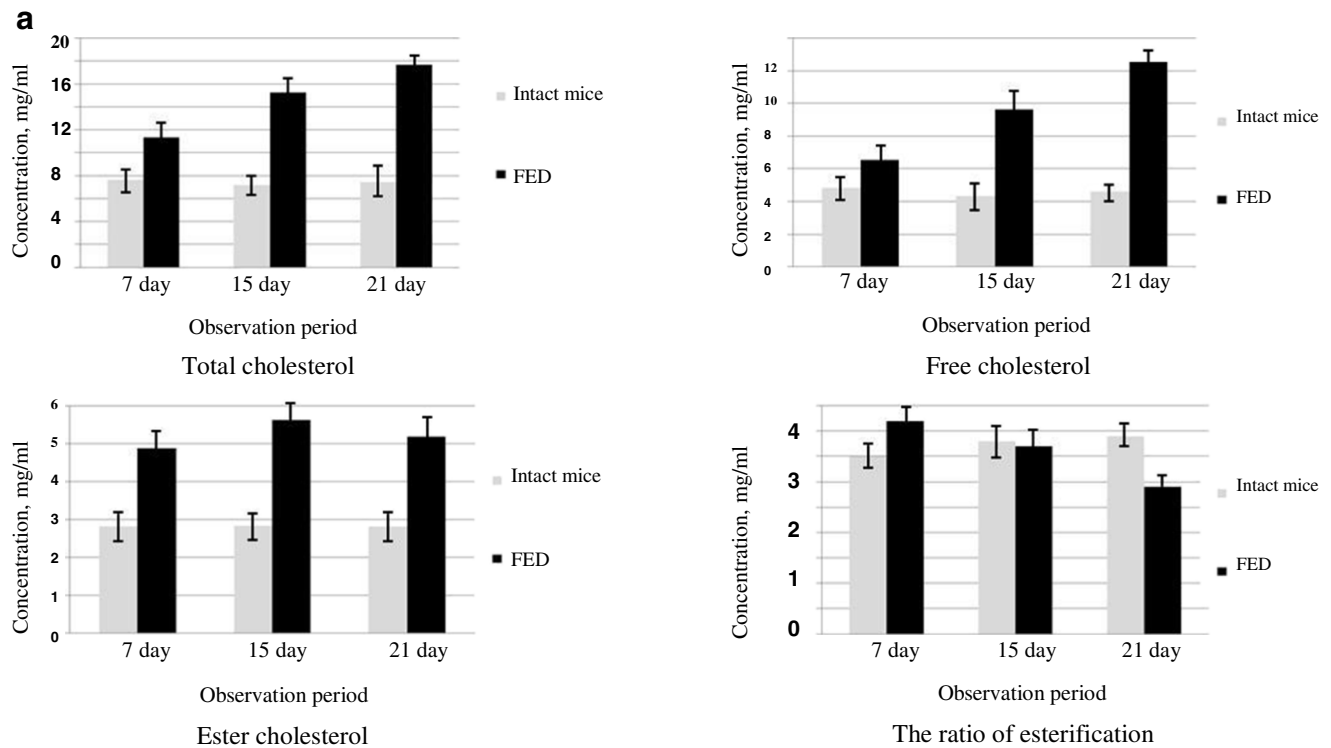 a
20
16
12
8
4
0
Concentration, mg/ml
7 day 15 day 21 day
Observation period
Total cholesterol
Intact mice
FED
12
10
8
6
4
2
0
Concentration, mg/ml
7 day 15 day 21 day
Observation period
Free cholesterol
Intact mice
FED
6
5
4
3
2
1
0
Concentration, mg/ml
7 day 15 day 21 day
Observation period
Ester cholesterol
Intact mice
FED
4
3
2
1
0
Concentration, mg/ml
7 day 15 day 21 day
Observation period
The ratio of esterification
Intact mice
FED